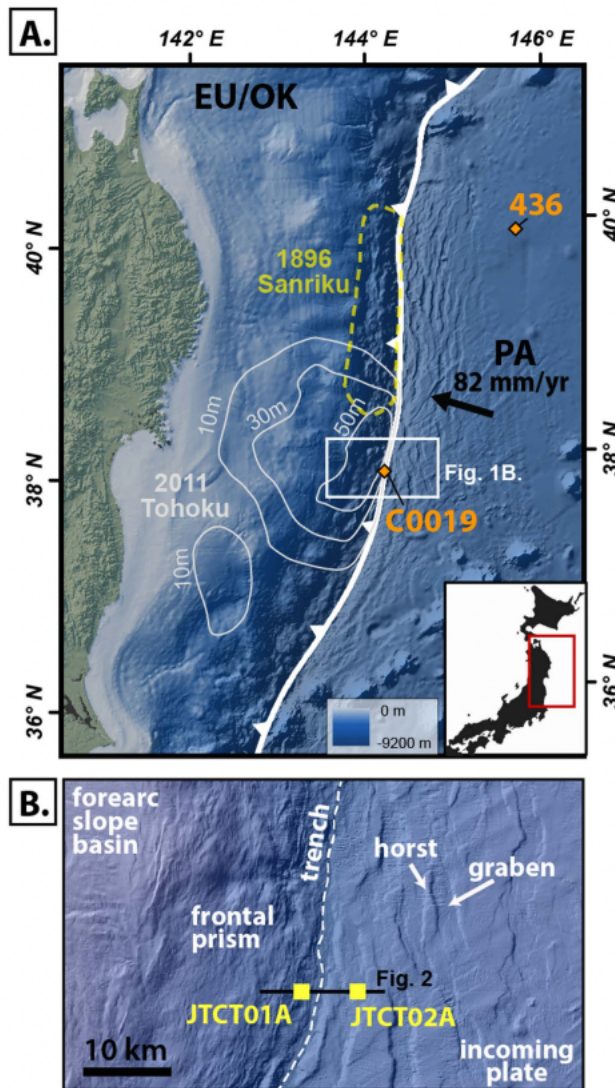 A.
142° E
144° E
146° E
EU/OK
436
40° N
40° N
1896
Sanriku
PA
82 mm/yr
10m
30m
50m
Fig. 1B.
38° N
38° N
2011
Tohoku
C0019
10m
36° N
36° N
0 m
-9200 m
B.
forearc
slope
basin
trench
horst
graben
frontal
prism
Fig. 2
JTCT01A
JTCT02A
10 km
incoming
plate